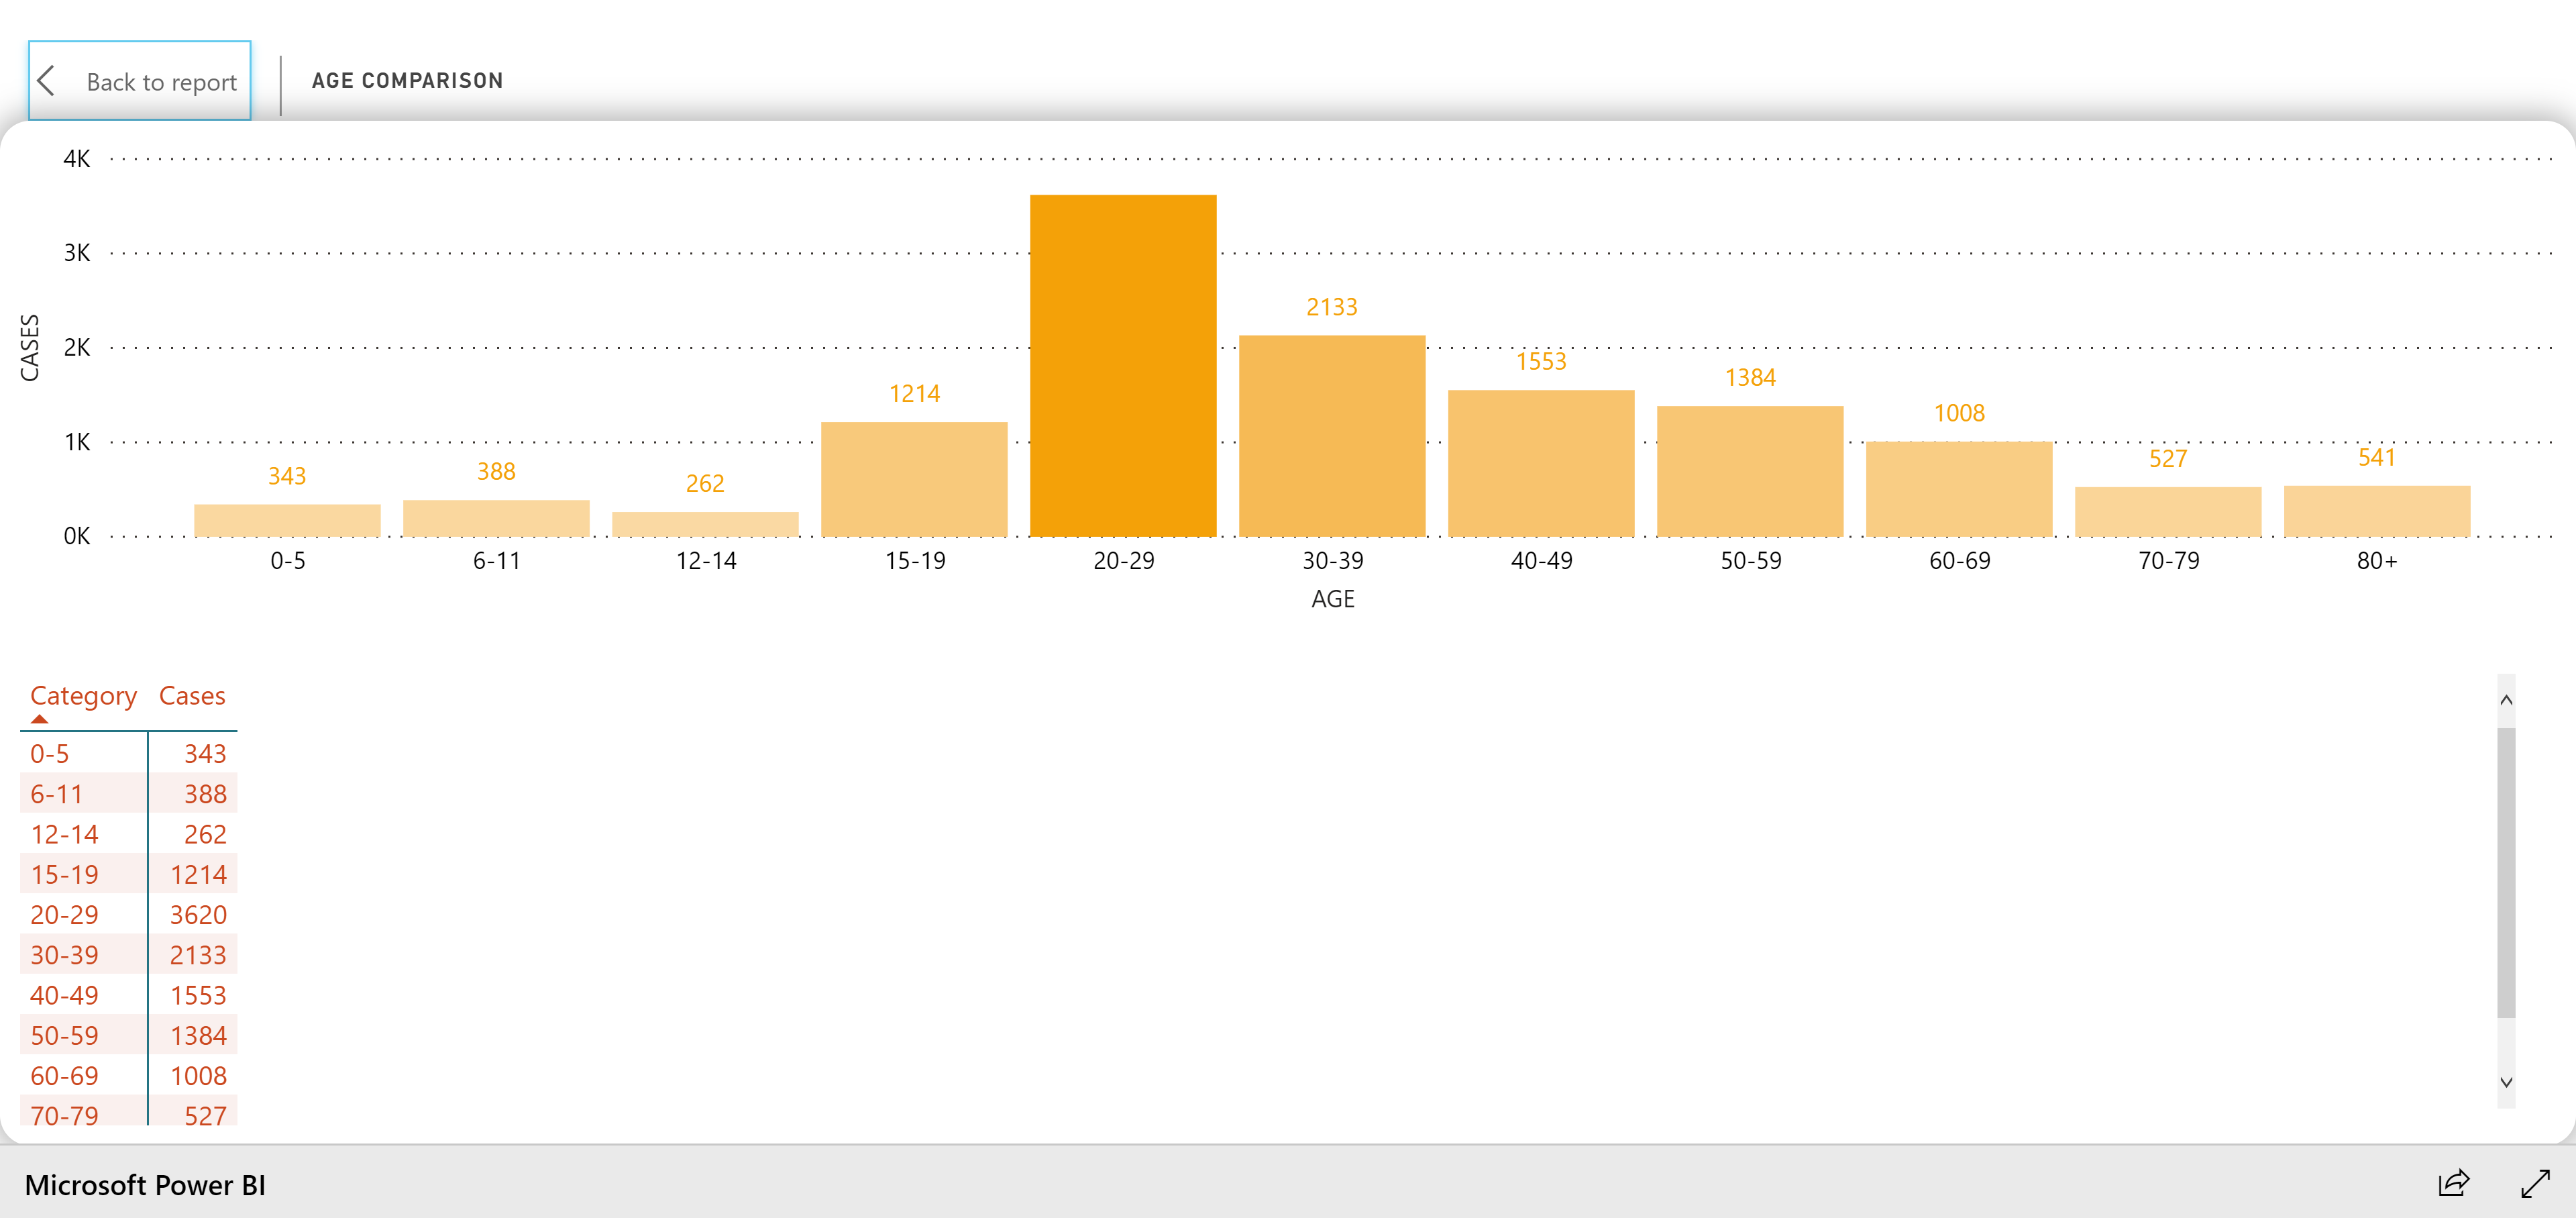 Back to report
AGE COMPARISON
4K
3K
2K
1K
0K
CASES
343
388
262
1214
2133
1553
1384
1008
527
541
0-5
6-11
12-14
15-19
20-29
30-39
40-49
50-59
60-69
70-79
80+
AGE
Category Cases
0-5 343
6-11 388
12-14 262
15-19 1214
20-29 3620
30-39 2133
40-49 1553
50-59 1384
60-69 1008
70-79 527
Microsoft Power BI